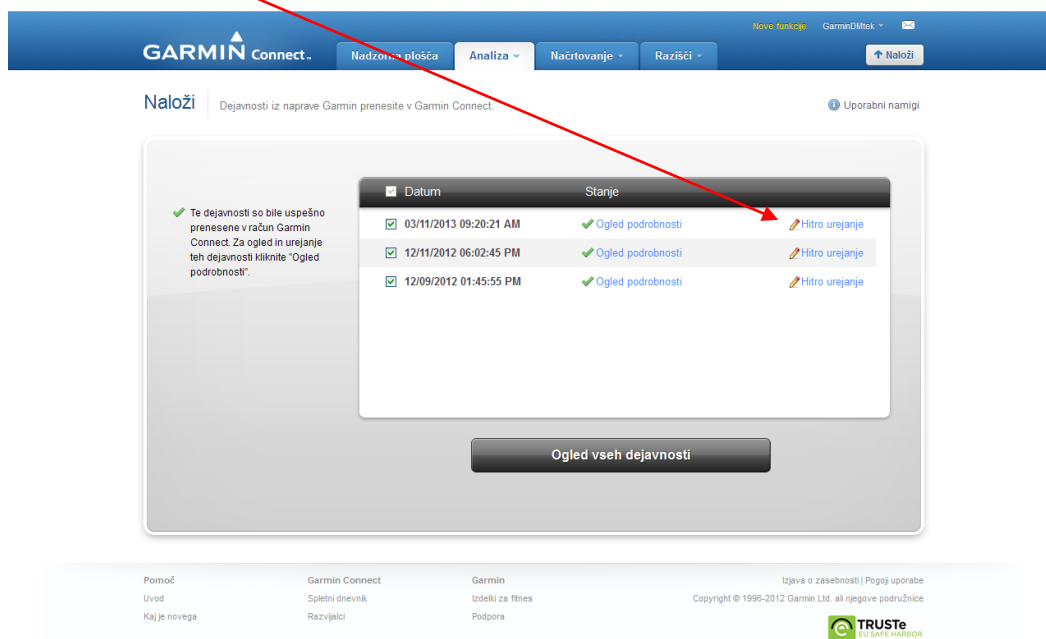 Nove funkcije GarminDMtek
GARMIN Connect™
Nadzorna plošča Analiza Načrtovanje Razišči Naloži
Naloži Dejavnosti iz naprave Garmin prenesite v Garmin Connect. Uporabni namigi
Datum Stanje
Te dejavnosti so bile uspešno
prenesene v račun Garmin
Connect. Za ogled in urejanje
teh dejavnosti kliknite "Ogled
podrobnosti".
03/11/2013 09:20:21 AM Ogled podrobnosti Hitro urejanje
12/11/2012 06:02:45 PM Ogled podrobnosti Hitro urejanje
12/09/2012 01:45:55 PM Ogled podrobnosti Hitro urejanje
Ogled vseh dejavnosti
Pomoč Garmin Connect Garmin Izjava o zasebnosti | Pogoji uporabe
Uvod Spletni dnevnik Izdelki za fitnes Copyright © 1996-2012 Garmin Ltd. ali njegove podružnice
Kaj je novega Razvijalci Podpora
TRUSTe
EU SAFE HARBOR